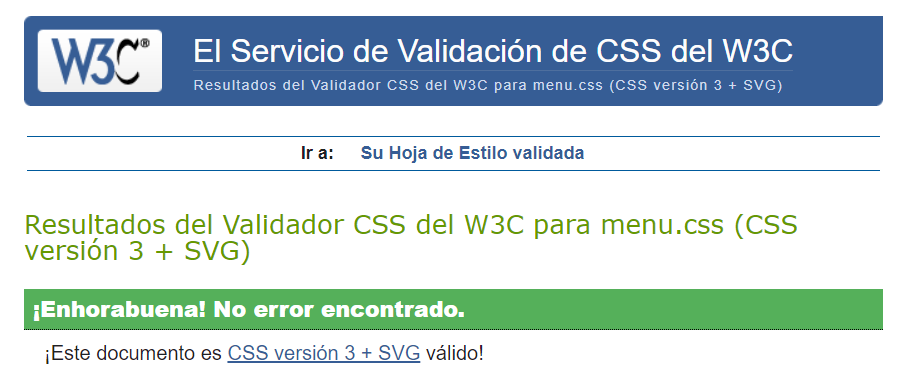 W3C®
El Servicio de Validación de CSS del W3C
Resultados del Validador CSS del W3C para menu.css (CSS versión 3 + SVG)
Ir a: Su Hoja de Estilo validada
Resultados del Validador CSS del W3C para menu.css (CSS
versión 3 + SVG)
¡Enhorabuena! No error encontrado.
¡Este documento es CSS versión 3 + SVG válido!